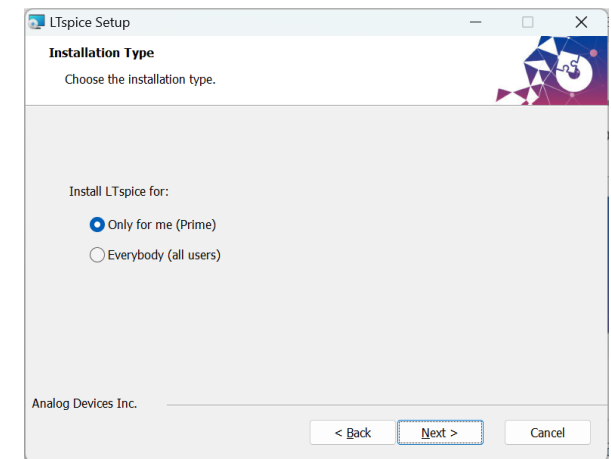 LTspice Setup
Installation Type
Choose the installation type.
Install LTspice for:
Only for me (Prime)
Everybody (all users)
Analog Devices Inc.
< Back Next > Cancel